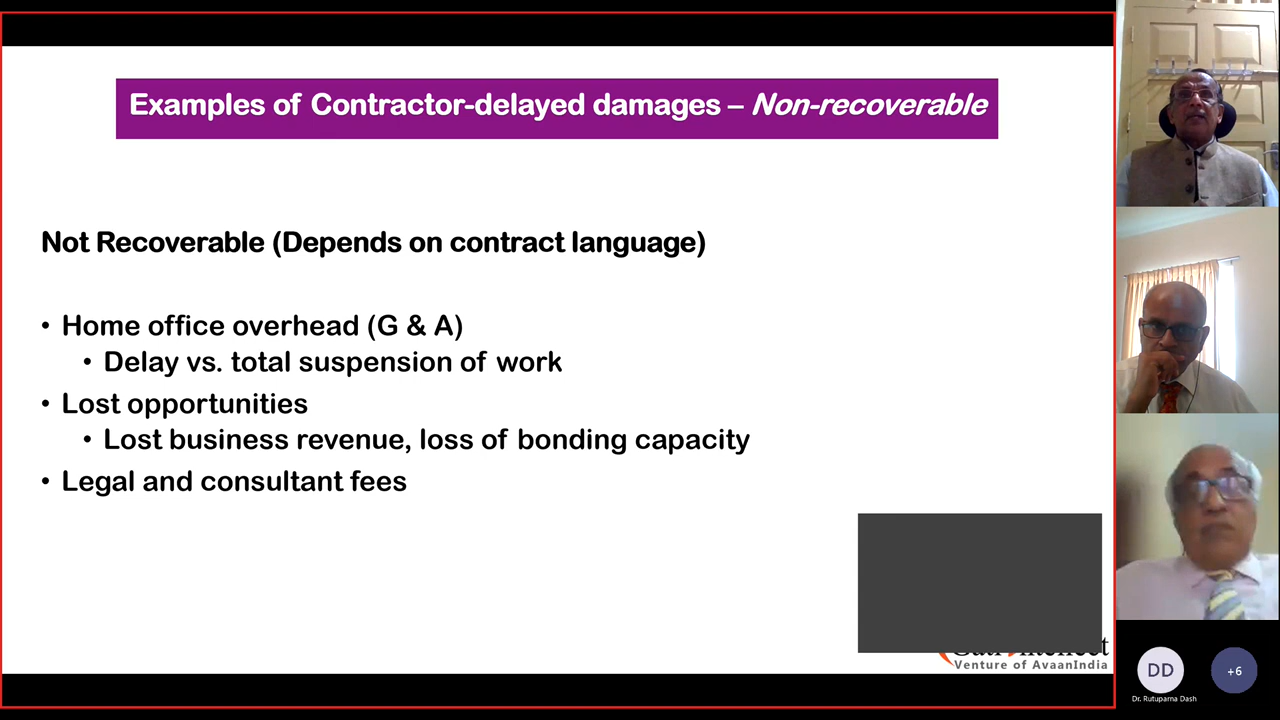 Examples of Contractor-delayed damages – Non-recoverable
Not Recoverable (Depends on contract language)
• Home office overhead (G & A)
• Delay vs. total suspension of work
• Lost opportunities
• Lost business revenue, loss of bonding capacity
• Legal and consultant fees
Venture of AvaanIndia
DD
+6
Dr. Rutuparna Dash